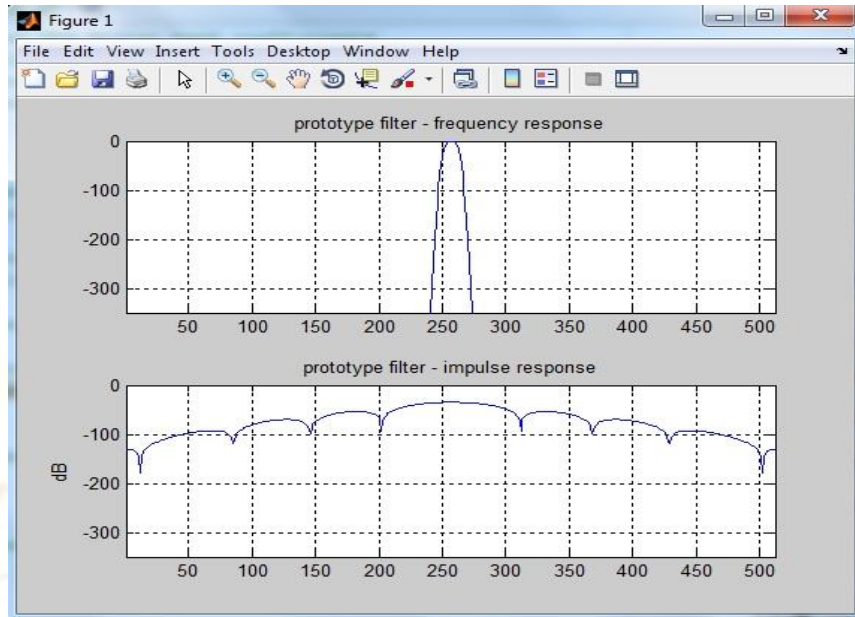 Figure 1
File Edit View Insert Tools Desktop Window Help
prototype filter - frequency response
0
-100
-200
-300
50 100 150 200 250 300 350 400 450 500
prototype filter - impulse response
0
-100
-200
-300
dB
50 100 150 200 250 300 350 400 450 500